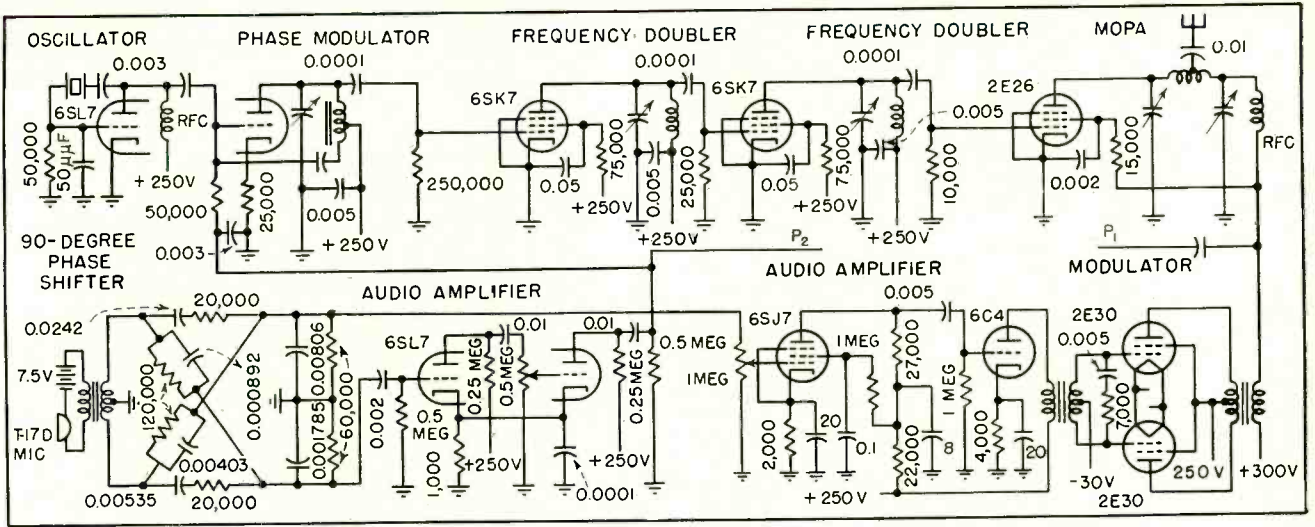 OSCILLATOR
PHASE MODULATOR
FREQUENCY DOUBLER
FREQUENCY DOUBLER
MOPA
0.003
0.0001
0.0001
0.0001
0.01
6SL7
6SK7
6SK7
2E26
RFC
RFC
50,000
50μμF
+250V
50,000
25,000
0.005
+250V
0.003
250,000
0.05
+250V
75,000
0.005
+250V
25,000
0.05
+250V
75,000
0.005
+250V
10,000
0.002
15,000
P2
P1
90-DEGREE
PHASE
SHIFTER
AUDIO AMPLIFIER
AUDIO AMPLIFIER
MODULATOR
20,000
0.0242
7.5V
T-17D
MIC
120,000
0.000892
0.00403
0.00535
20,000
0.00806
0.001785
60,000
0.002
6SL7
0.5
MEG
1,000
0.01
0.25 MEG
0.5MEG
+250V
0.01
0.0001
+250V
0.25MEG
0.5 MEG
1MEG
6SJ7
1MEG
2,000
20
0.1
27,000
22,000
8
+250V
0.005
1 MEG
6C4
4,000
20
2E30
0.005
7,000
-30V
2E30
250V
+300V